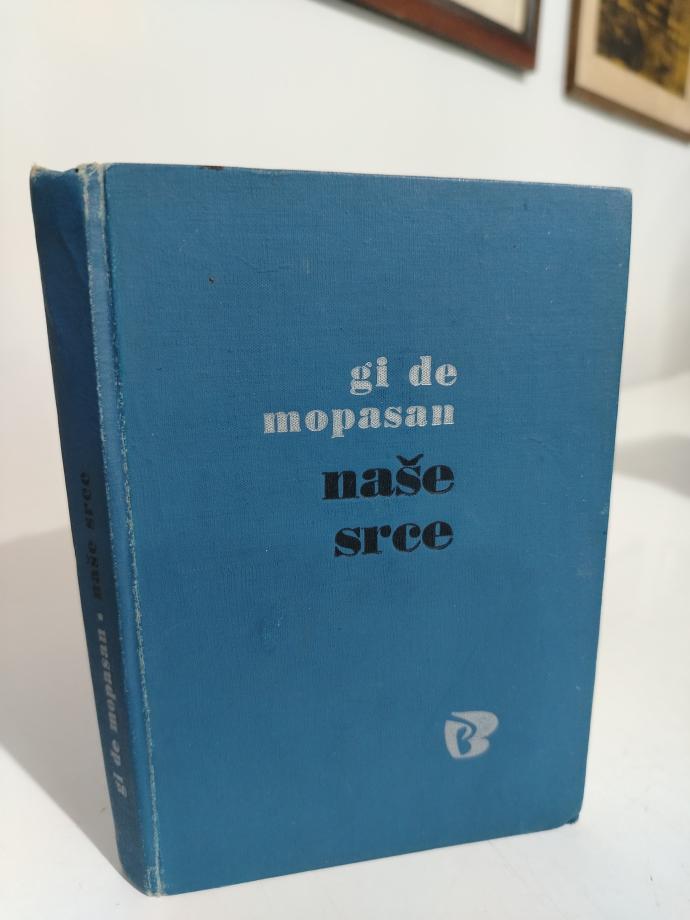 gi de
mopasan
naše
srce
gi de mopasan • naše srce
B